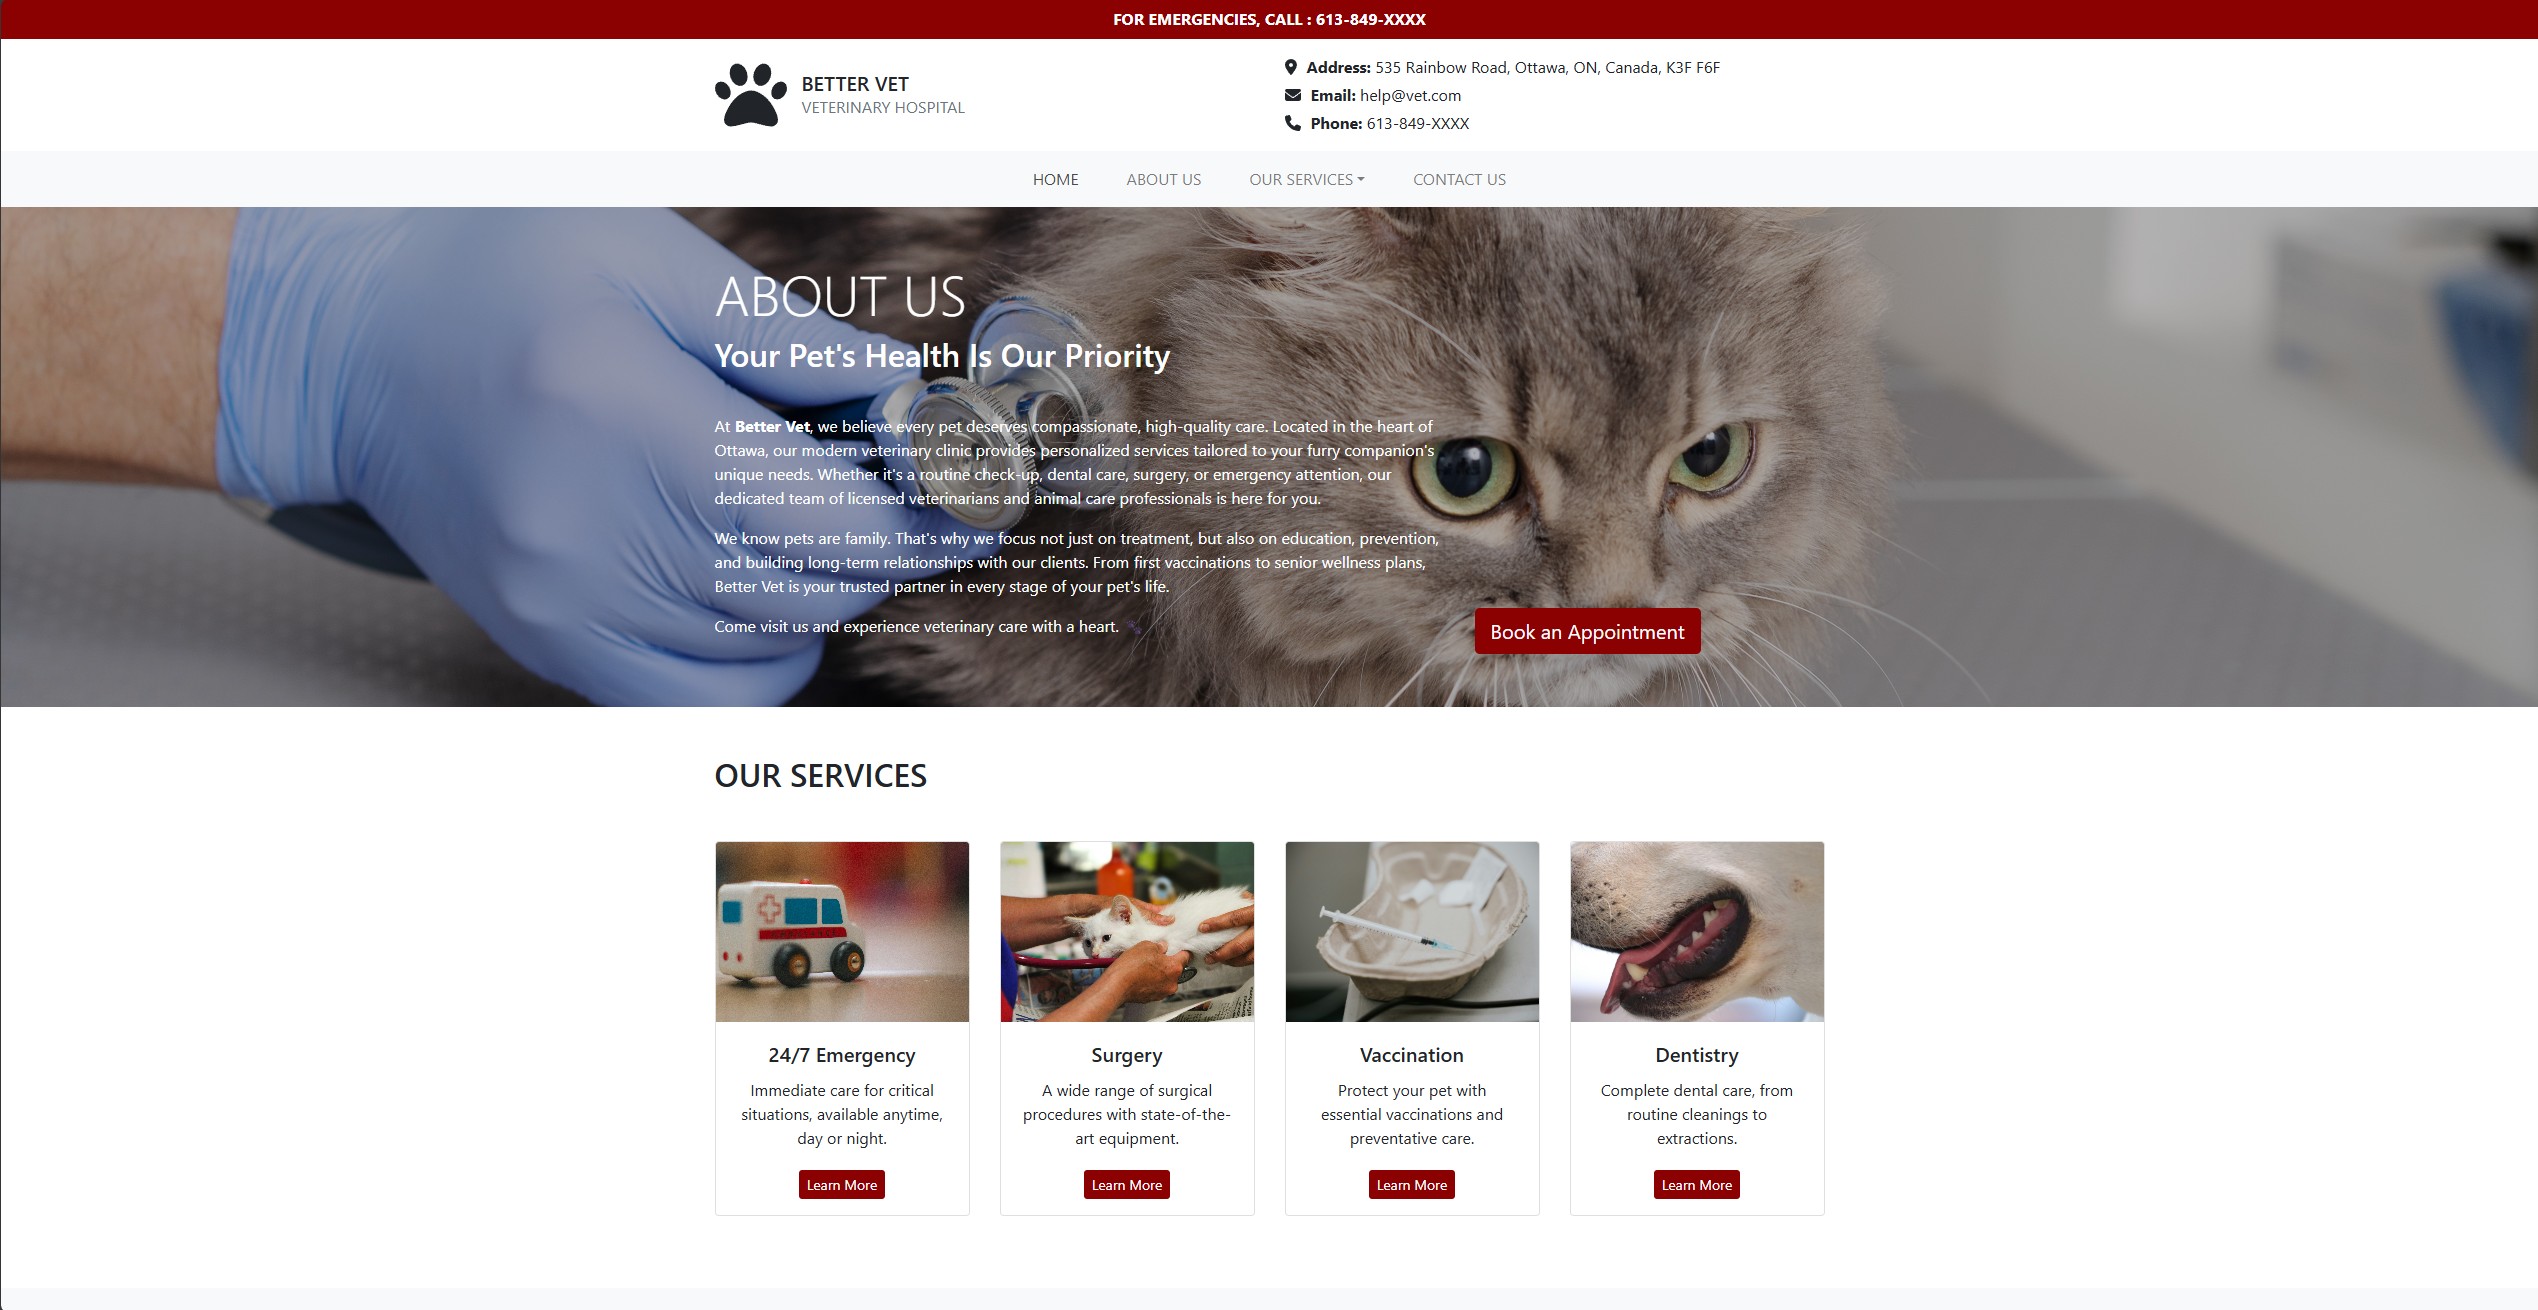 FOR EMERGENCIES, CALL : 613-849-XXXX
BETTER VET
VETERINARY HOSPITAL
Address: 535 Rainbow Road, Ottawa, ON, Canada, K3F F6F
Email: help@vet.com
Phone: 613-849-XXXX
HOME ABOUT US OUR SERVICES CONTACT US
ABOUT US
Your Pet's Health Is Our Priority
At Better Vet, we believe every pet deserves compassionate, high-quality care. Located in the heart of
Ottawa, our modern veterinary clinic provides personalized services tailored to your furry companion's
unique needs. Whether it's a routine check-up, dental care, surgery, or emergency attention, our
dedicated team of licensed veterinarians and animal care professionals is here for you.
We know pets are family. That's why we focus not just on treatment, but also on education, prevention,
and building long-term relationships with our clients. From first vaccinations to senior wellness plans,
Better Vet is your trusted partner in every stage of your pet's life.
Come visit us and experience veterinary care with a heart. 🐾
Book an Appointment
OUR SERVICES
24/7 Emergency
Immediate care for critical
situations, available anytime,
day or night.
Learn More
Surgery
A wide range of surgical
procedures with state-of-the-
art equipment.
Learn More
Vaccination
Protect your pet with
essential vaccinations and
preventative care.
Learn More
Dentistry
Complete dental care, from
routine cleanings to
extractions.
Learn More